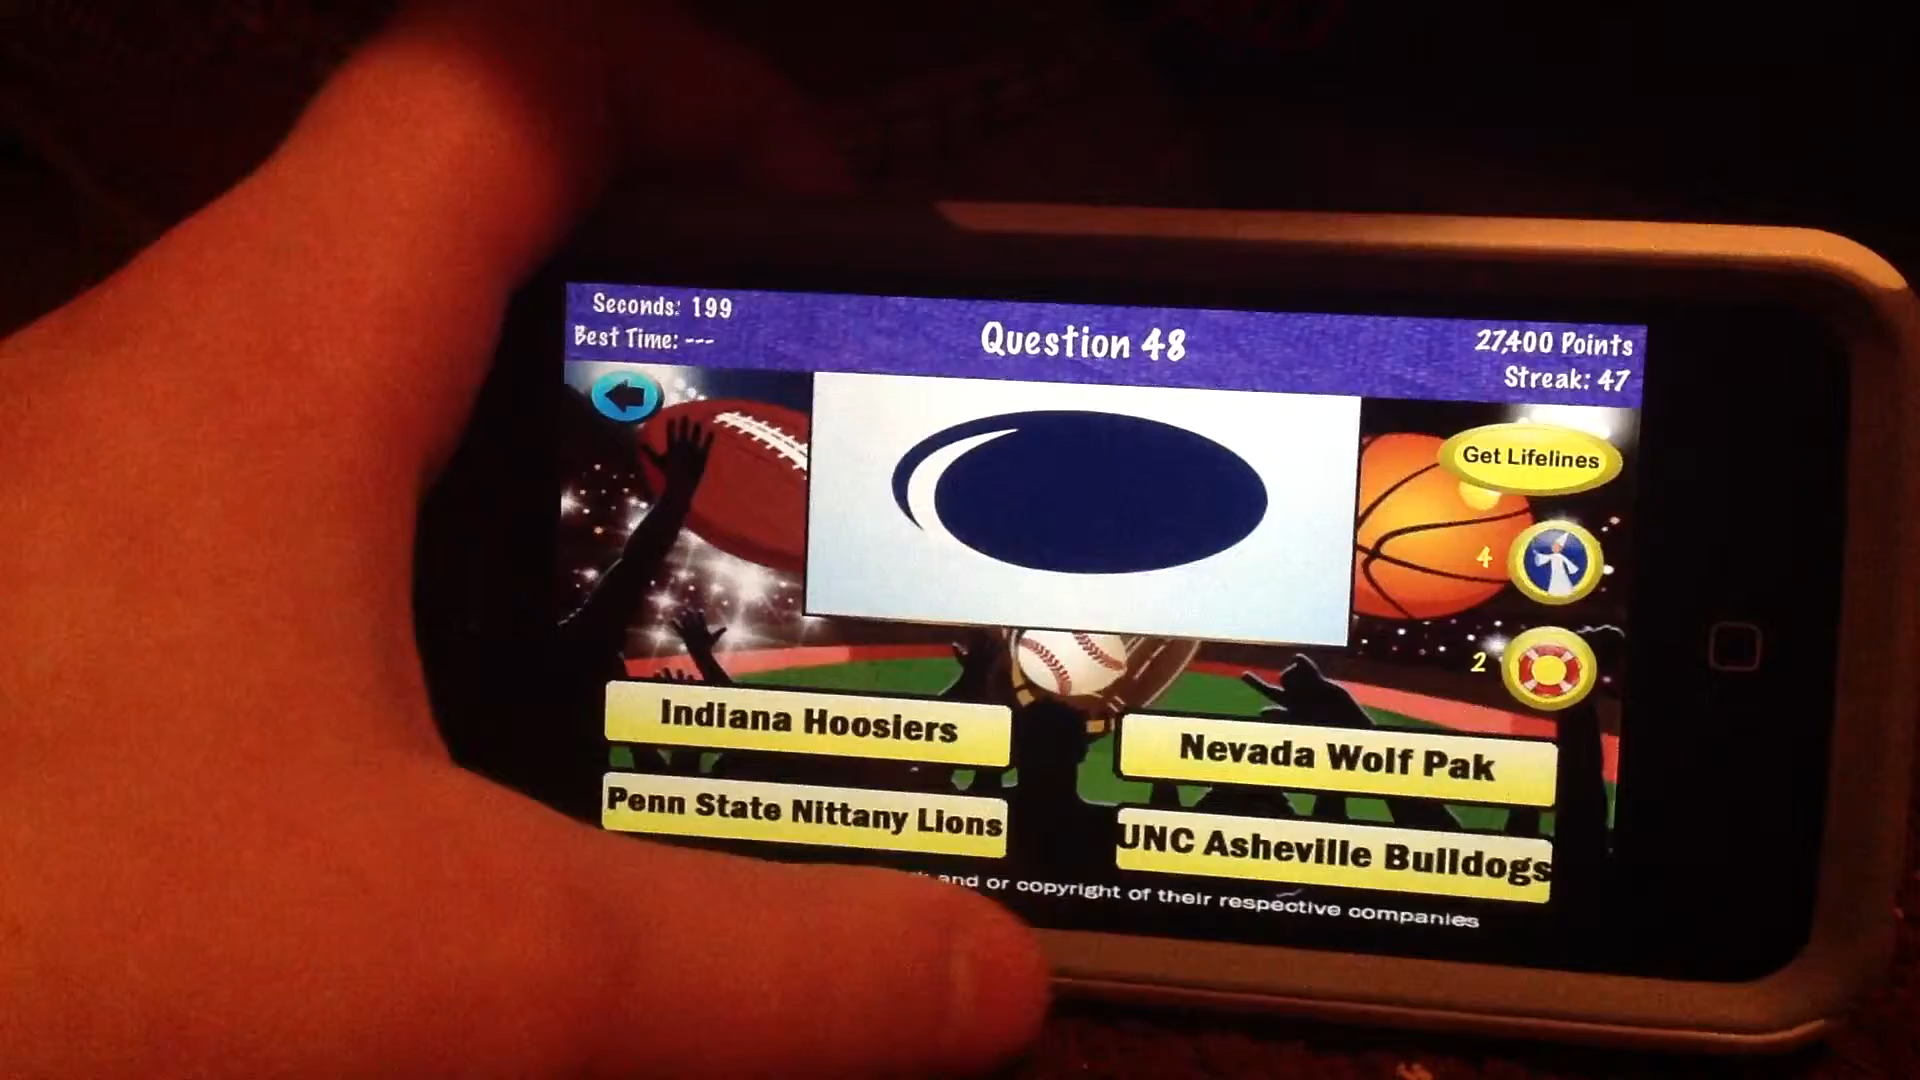 Seconds: 199
Best Time: ---
Question 48
27,400 Points
Streak: 47
Get Lifelines
4
2
Indiana Hoosiers
Nevada Wolf Pak
Penn State Nittany Lions
UNC Asheville Bulldogs
and or copyright of their respective companies